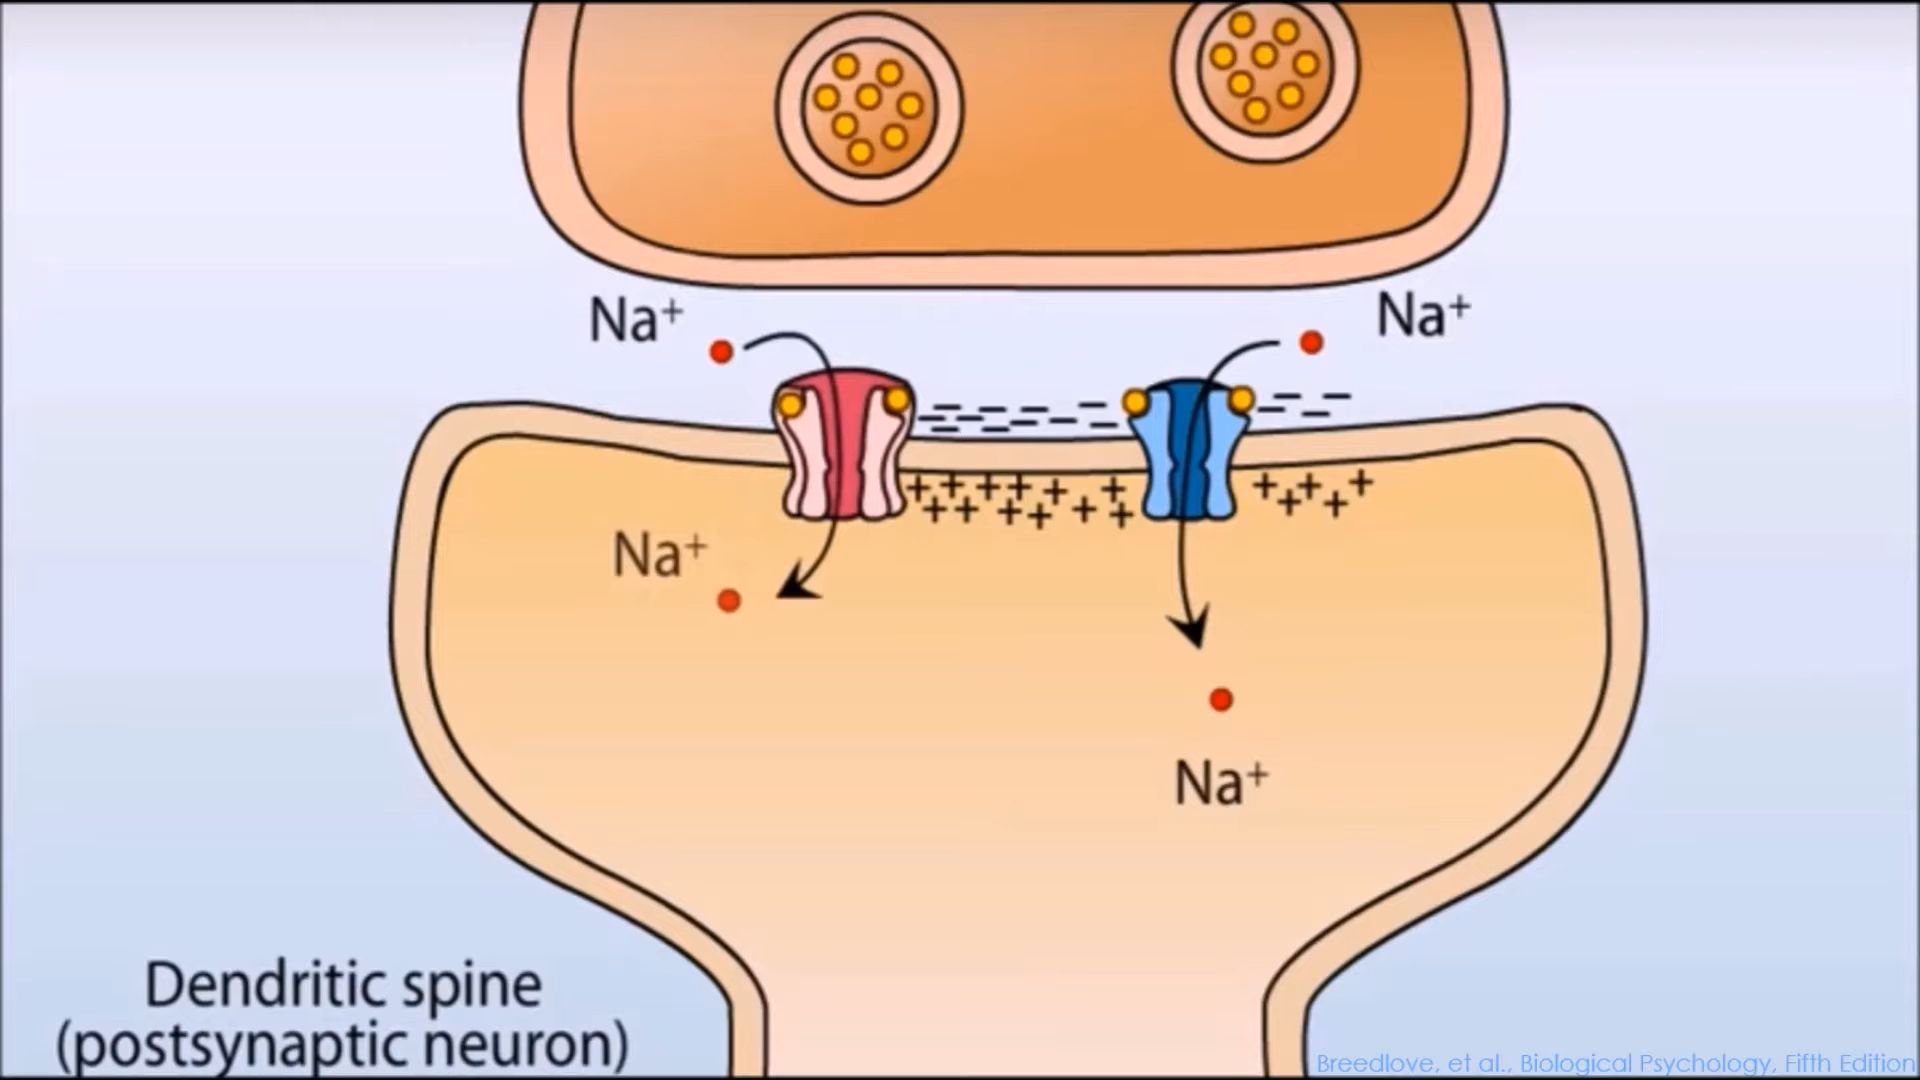 Na⁺
Na⁺
Na⁺
Na⁺
Dendritic spine
(postsynaptic neuron)
Breedlove, et al., Biological Psychology, Fifth Edition